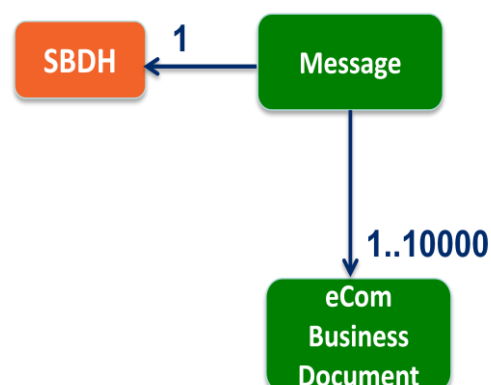 1
SBDH
Message
1..10000
eCom
Business
Document